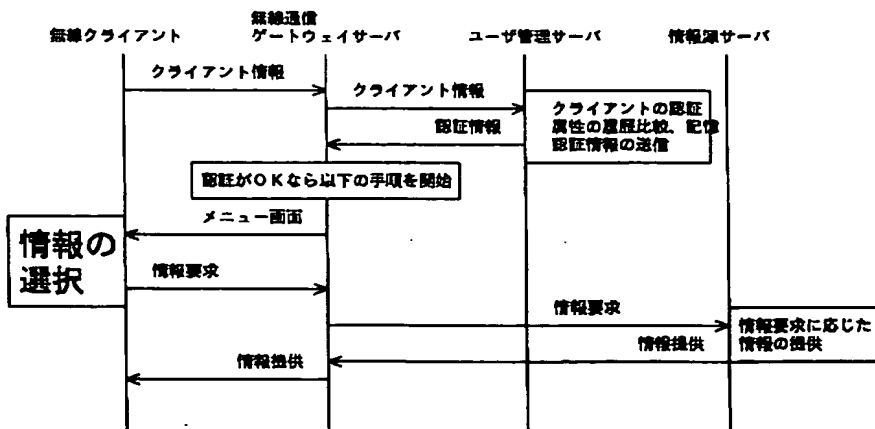 無線クライアント
無線通信
ゲートウェイサーバ
ユーザ管理サーバ
情報源サーバ
クライアント情報
クライアント情報
クライアントの認証
属性の履歴比較、記憶
認証情報の送信
認証情報
認証がOKなら以下の手順を開始
メニュー画面
情報の
選択
情報要求
情報要求
情報要求に応じた
情報の提供
情報提供
情報提供